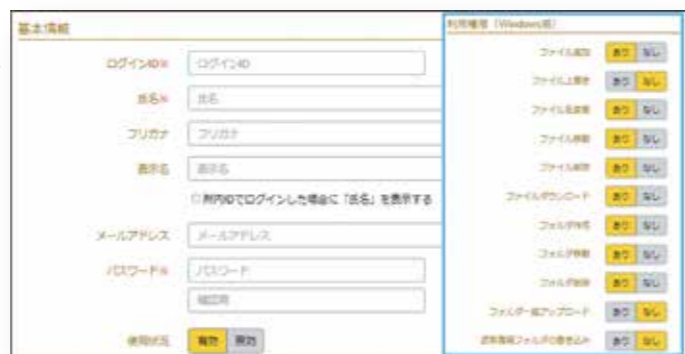 基本情報
ログインID※ ログインID
氏名※ 氏名
フリガナ フリガナ
表示名 表示名
所内IDでログインした場合に「氏名」を表示する
メールアドレス メールアドレス
パスワード※ パスワード
確認用
使用状況 有効 無効
利用権限（Windows版）
ファイル追加 あり なし
ファイル上書き あり なし
ファイル名変更 あり なし
ファイル移動 あり なし
ファイル削除 あり なし
ファイルダウンロード あり なし
フォルダ作成 あり なし
フォルダ移動 あり なし
フォルダ削除 あり なし
フォルダ一括アップロード あり なし
あり なし